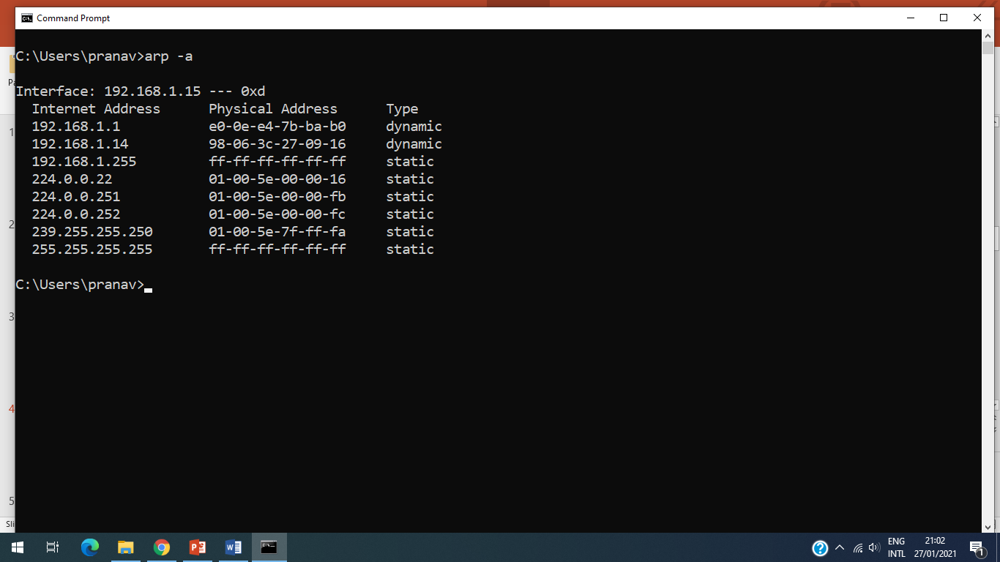 Command Prompt
C:\Users\pranav>arp -a
Interface: 192.168.1.15 --- 0xd
Internet Address Physical Address Type
192.168.1.1 e0-0e-e4-7b-ba-b0 dynamic
192.168.1.14 98-06-3c-27-09-16 dynamic
192.168.1.255 ff-ff-ff-ff-ff-ff static
224.0.0.22 01-00-5e-00-00-16 static
224.0.0.251 01-00-5e-00-00-fb static
224.0.0.252 01-00-5e-00-00-fc static
239.255.255.250 01-00-5e-7f-ff-fa static
255.255.255.255 ff-ff-ff-ff-ff-ff static
C:\Users\pranav>
1
2
3
4
5
ENG 21:02
INTL 27/01/2021
1